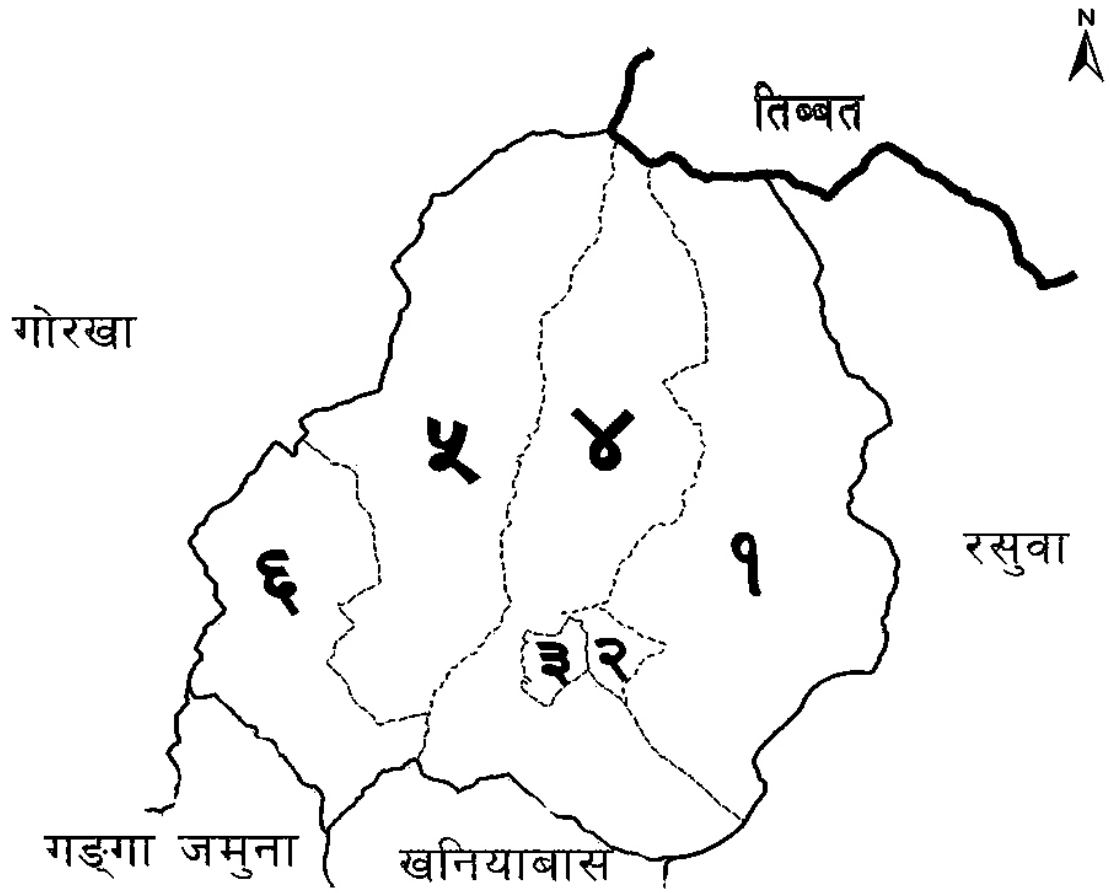 N
तिब्बत
गोरखा
५
४
१
रसुवा
६
३
२
गङ्गा जमुना
खनियाबास